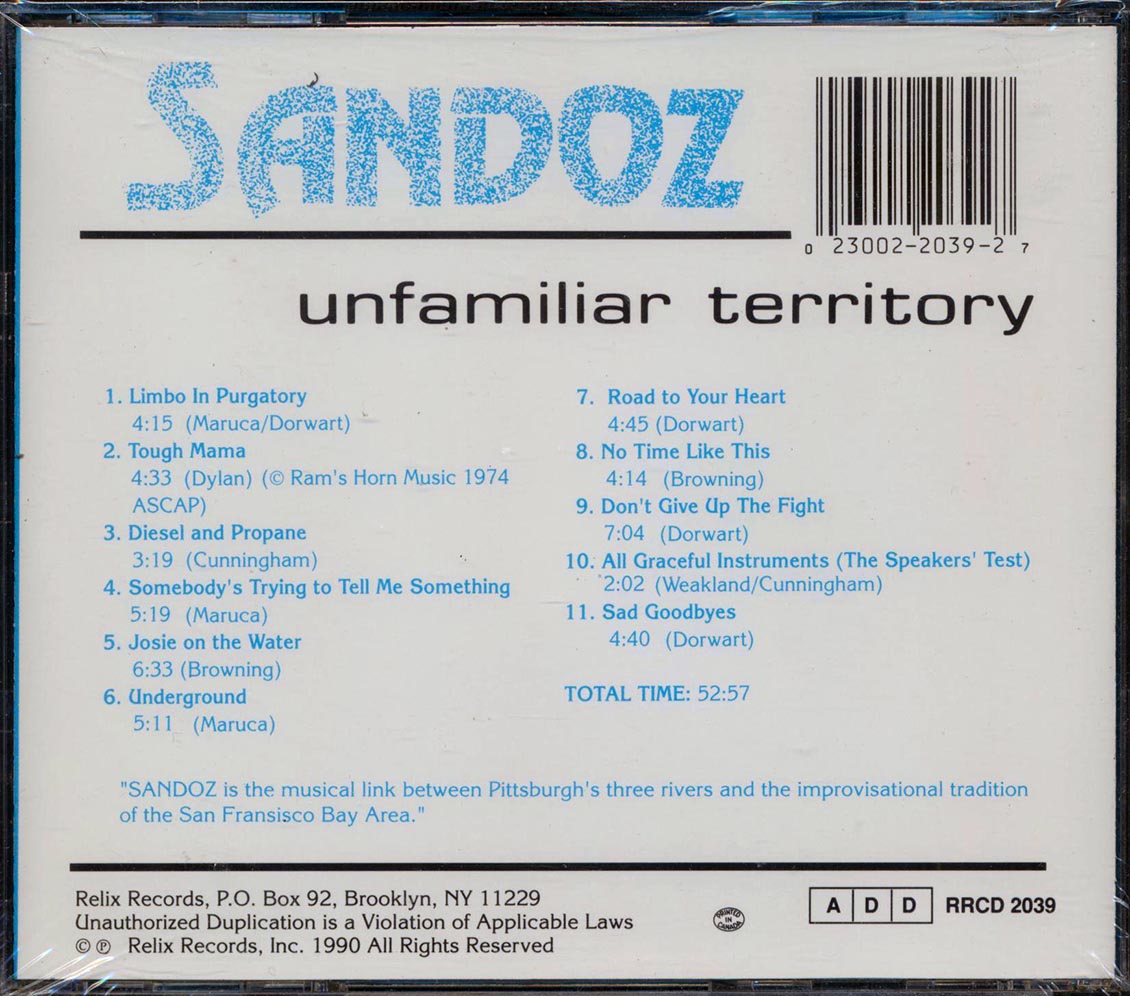 SANDOZ
0 23002-2039-2 7
unfamiliar territory
1. Limbo In Purgatory
4:15 (Maruca/Dorwart)
2. Tough Mama
4:33 (Dylan) (© Ram's Horn Music 1974
ASCAP)
3. Diesel and Propane
3:19 (Cunningham)
4. Somebody's Trying to Tell Me Something
5:19 (Maruca)
5. Josie on the Water
6:33 (Browning)
6. Underground
5:11 (Maruca)
7. Road to Your Heart
4:45 (Dorwart)
8. No Time Like This
4:14 (Browning)
9. Don't Give Up The Fight
7:04 (Dorwart)
10. All Graceful Instruments (The Speakers' Test)
2:02 (Weakland/Cunningham)
11. Sad Goodbyes
4:40 (Dorwart)
TOTAL TIME: 52:57
"SANDOZ is the musical link between Pittsburgh's three rivers and the improvisational tradition
of the San Fransisco Bay Area."
Relix Records, P.O. Box 92, Brooklyn, NY 11229
Unauthorized Duplication is a Violation of Applicable Laws
© ℗ Relix Records, Inc. 1990 All Rights Reserved
PRINTED
IN
CANADA
A D D RRCD 2039